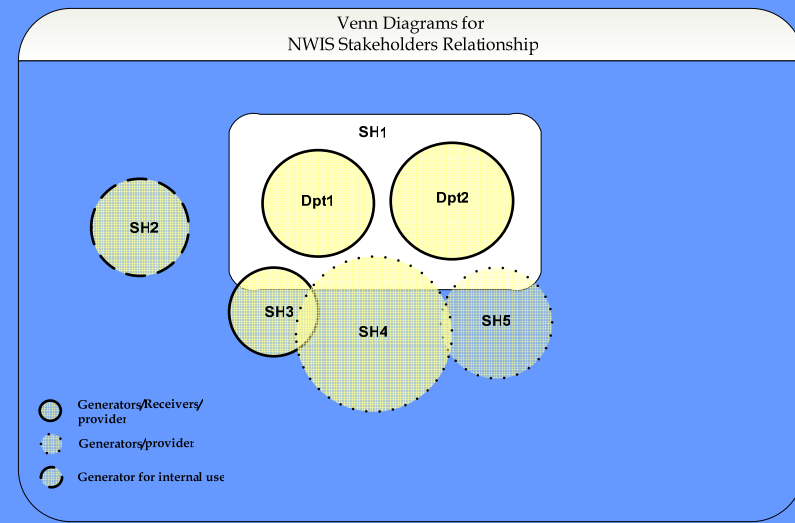 Venn Diagrams for
NWIS Stakeholders Relationship
SH1
Dpt1
Dpt2
SH2
SH3
SH4
SH5
Generators/Receivers/
provider
Generators/provider
Generator for internal use